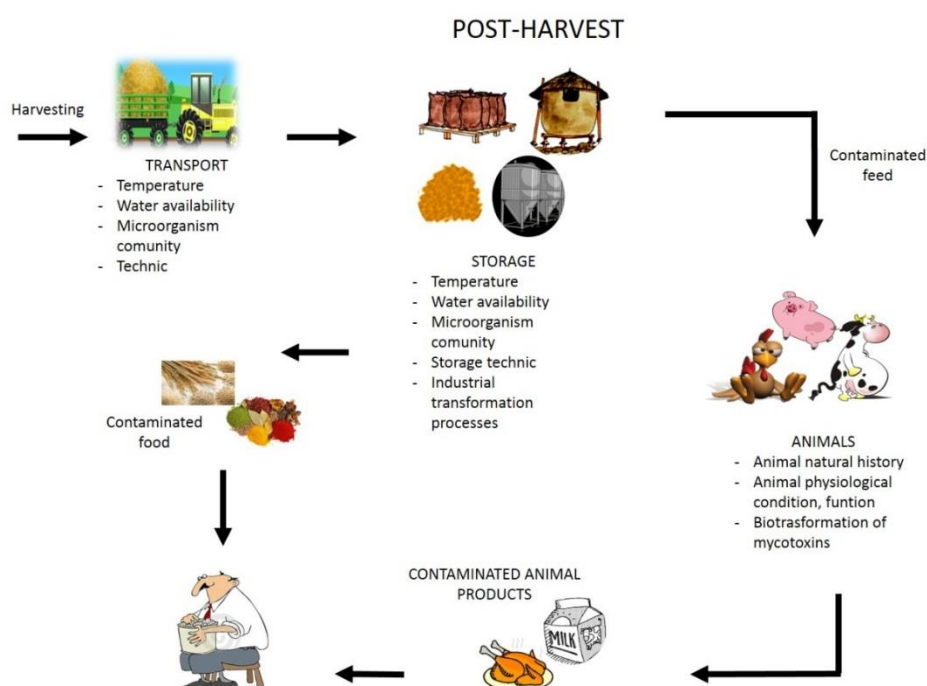 POST-HARVEST
Harvesting
TRANSPORT
- Temperature
- Water availability
- Microorganism
comunity
- Technic
STORAGE
- Temperature
- Water availability
- Microorganism
comunity
- Storage technic
- Industrial
transformation
processes
Contaminated
feed
ANIMALS
- Animal natural history
- Animal physiological
condition, funtion
- Biotrasformation of
mycotoxins
Contaminated
food
CONTAMINATED ANIMAL
PRODUCTS
MILK